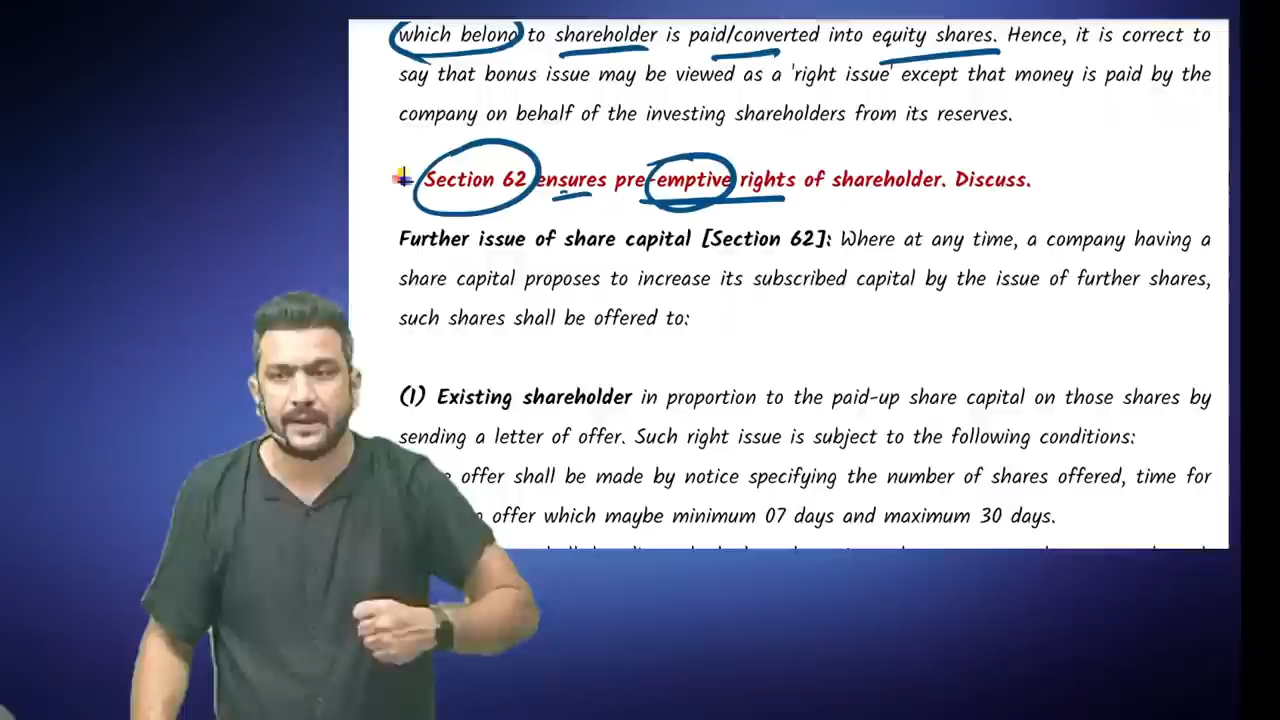 which belong to shareholder is paid/converted into equity shares. Hence, it is correct to
say that bonus issue may be viewed as a 'right issue' except that money is paid by the
company on behalf of the investing shareholders from its reserves.
Section 62 ensures pre-emptive rights of shareholder. Discuss.
Further issue of share capital [Section 62]: Where at any time, a company having a
share capital proposes to increase its subscribed capital by the issue of further shares,
such shares shall be offered to:
(1) Existing shareholder in proportion to the paid-up share capital on those shares by
sending a letter of offer. Such right issue is subject to the following conditions:
offer shall be made by notice specifying the number of shares offered, time for
offer which maybe minimum 07 days and maximum 30 days.